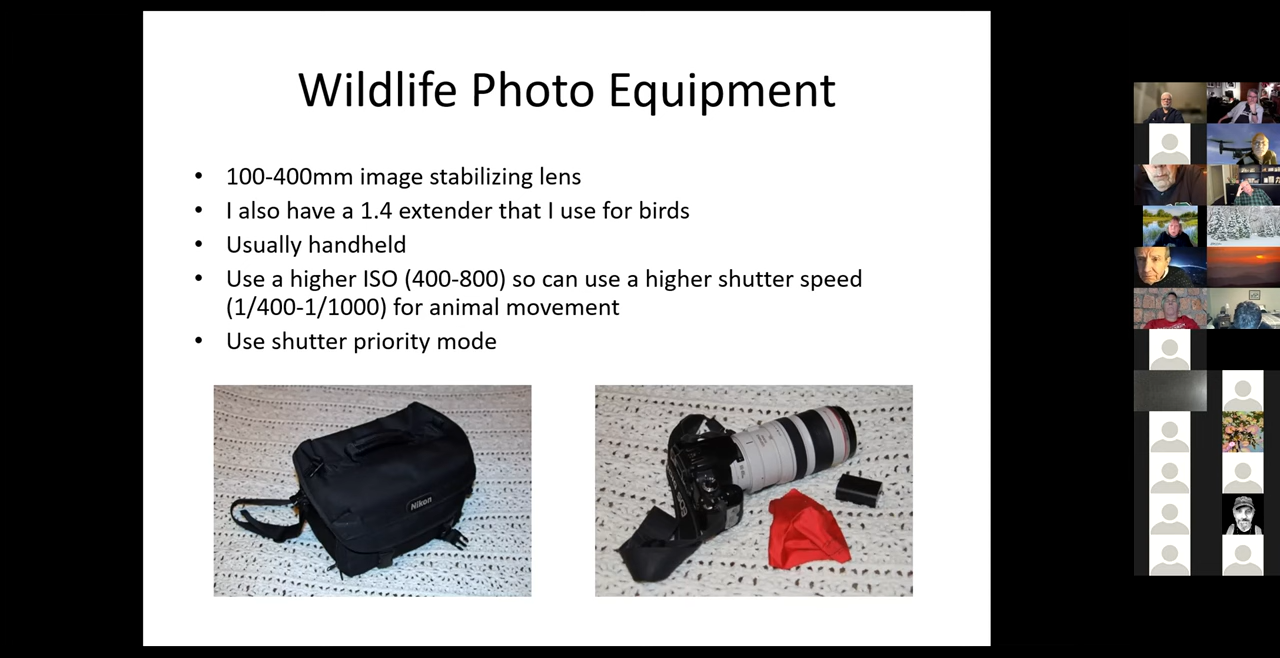 Wildlife Photo Equipment
• 100-400mm image stabilizing lens
• I also have a 1.4 extender that I use for birds
• Usually handheld
• Use a higher ISO (400-800) so can use a higher shutter speed
(1/400-1/1000) for animal movement
• Use shutter priority mode
Nikon